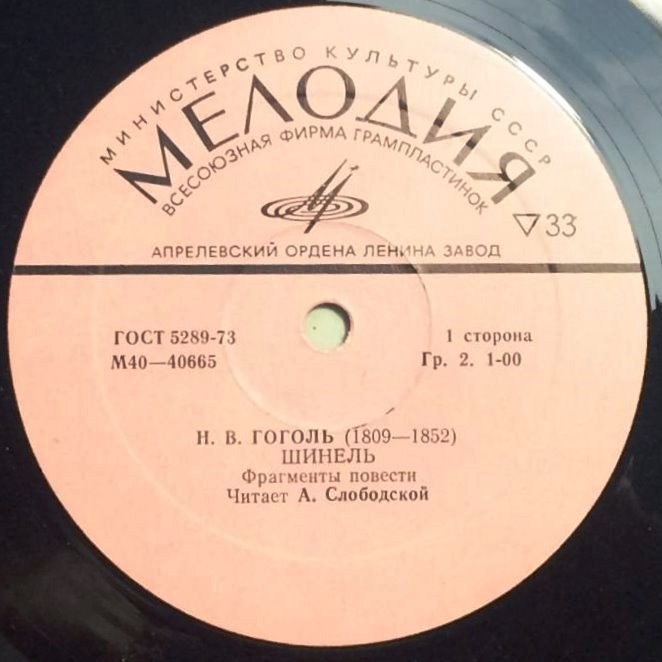 МИНИСТЕРСТВО КУЛЬТУРЫ СССР
МЕЛОДИЯ
ВСЕСОЮЗНАЯ ФИРМА ГРАМПЛАСТИНОК
▽33
АПРЕЛЕВСКИЙ ОРДЕНА ЛЕНИНА ЗАВОД
ГОСТ 5289-73 1 сторона
М40—40665 Гр. 2. 1-00
Н. В. ГОГОЛЬ (1809—1852)
ШИНЕЛЬ
Фрагменты повести
Читает А. Слободской